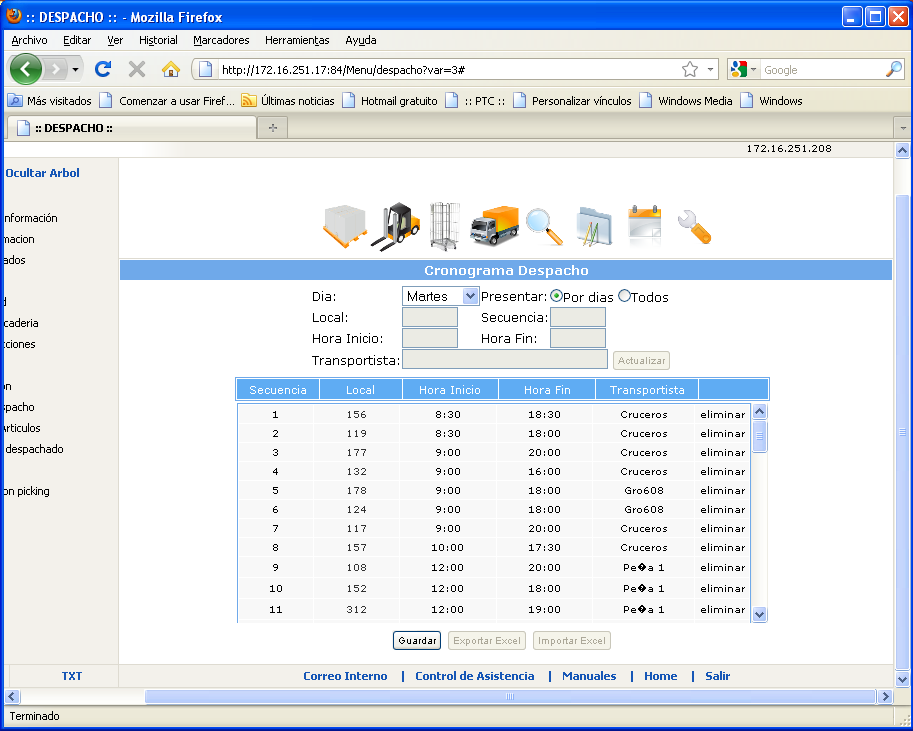 :: DESPACHO :: - Mozilla Firefox
Archivo Editar Ver Historial Marcadores Herramientas Ayuda
http://172.16.251.17:84/Menu/despacho?var=3#
Google
Más visitados Comenzar a usar Firef... Últimas noticias Hotmail gratuito :: PTC :: Personalizar vínculos Windows Media Windows
:: DESPACHO ::
172.16.251.208
Ocultar Arbol
nformación
macion
ados
d
caderia
cciones
on
spacho
Articulos
despachado
on picking
Cronograma Despacho
Dia: Martes Presentar: Por dias Todos
Local: Secuencia:
Hora Inicio: Hora Fin:
Transportista: Actualizar
Secuencia Local Hora Inicio Hora Fin Transportista
1 156 8:30 18:30 Cruceros eliminar
2 119 8:30 18:00 Cruceros eliminar
3 177 9:00 20:00 Cruceros eliminar
4 132 9:00 16:00 Cruceros eliminar
5 178 9:00 18:00 Gro608 eliminar
6 124 9:00 18:00 Gro608 eliminar
7 117 9:00 20:00 Cruceros eliminar
8 157 10:00 17:30 Cruceros eliminar
9 108 12:00 20:00 Pe�a 1 eliminar
10 152 12:00 18:00 Pe�a 1 eliminar
11 312 12:00 19:00 Pe�a 1 eliminar
Guardar Exportar Excel Importar Excel
TXT
Correo Interno | Control de Asistencia | Manuales | Home | Salir
Terminado